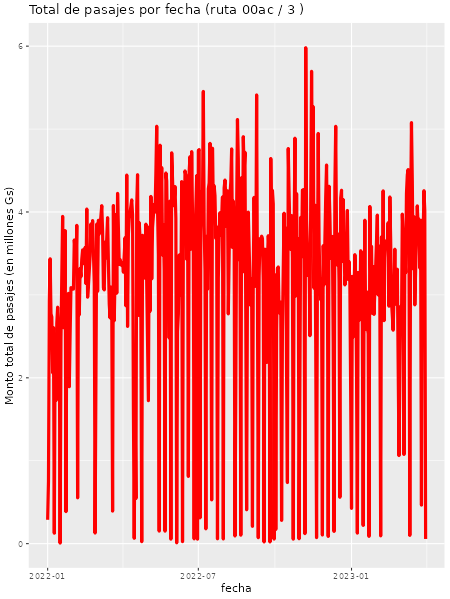 Total de pasajes por fecha (ruta 00ac / 3 )
Monto total de pasajes (en millones Gs)
6
4
2
0
2022-01 2022-07 2023-01
fecha